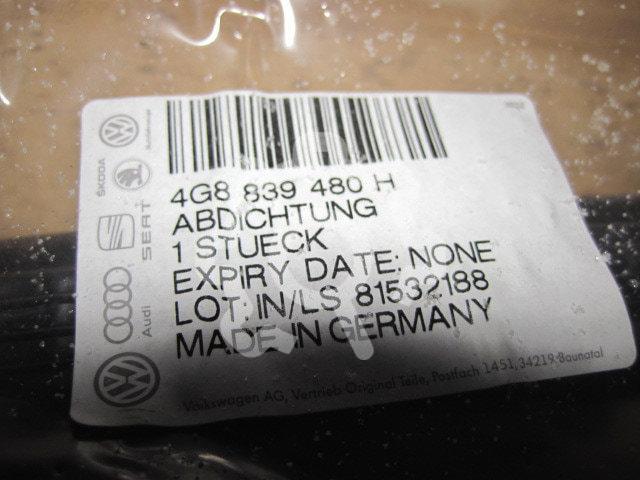 4G8 839 480 H
ABDICHTUNG
1 STUECK
EXPIRY DATE: NONE
LOT: IN/LS 81532188
MADE IN GERMANY
Volkswagen AG, Vertrieb Original Teile, Postfach 1451,34219 Baunatal
ŠKODA
SEAT
Audi